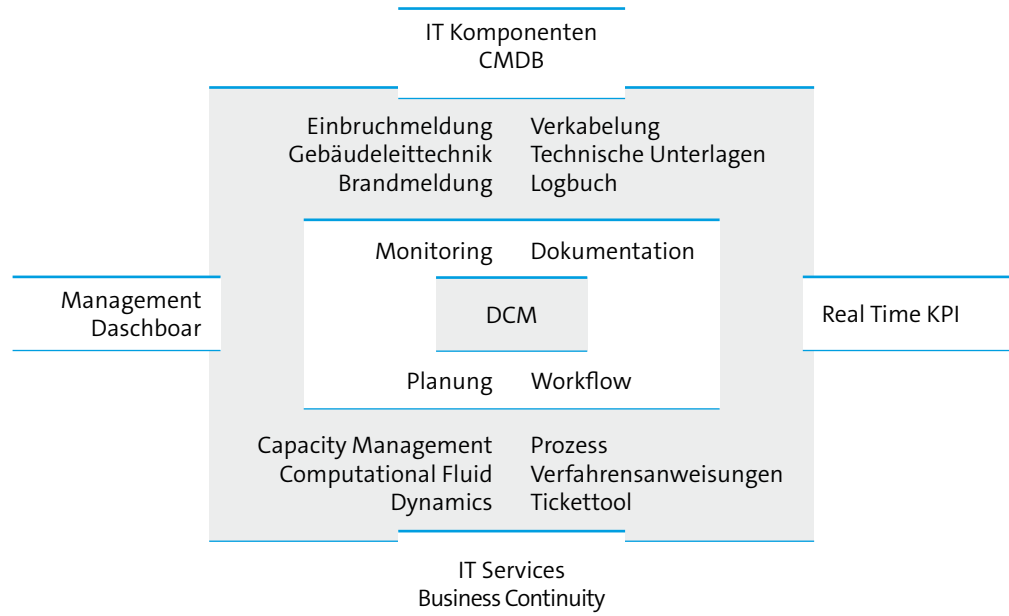 IT Komponenten
CMDB
Einbruchmeldung
Gebäudeleittechnik
Brandmeldung
Verkabelung
Technische Unterlagen
Logbuch
Monitoring
Dokumentation
Management
Daschboar
DCM
Real Time KPI
Planung
Workflow
Capacity Management
Computational Fluid
Dynamics
Prozess
Verfahrensanweisungen
Tickettool
IT Services
Business Continuity